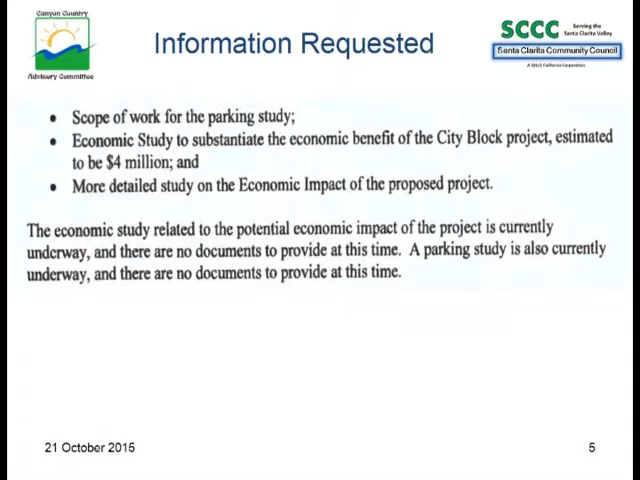 Canyon Country
Advisory Committee
Information Requested
SCCC
Serving the
Santa Clarita Valley
Santa Clarita Community Council
A 501c3 California Corporation
• Scope of work for the parking study;
• Economic Study to substantiate the economic benefit of the City Block project, estimated
to be $4 million; and
• More detailed study on the Economic Impact of the proposed project.
The economic study related to the potential economic impact of the project is currently
underway, and there are no documents to provide at this time. A parking study is also currently
underway, and there are no documents to provide at this time.
21 October 2015
5